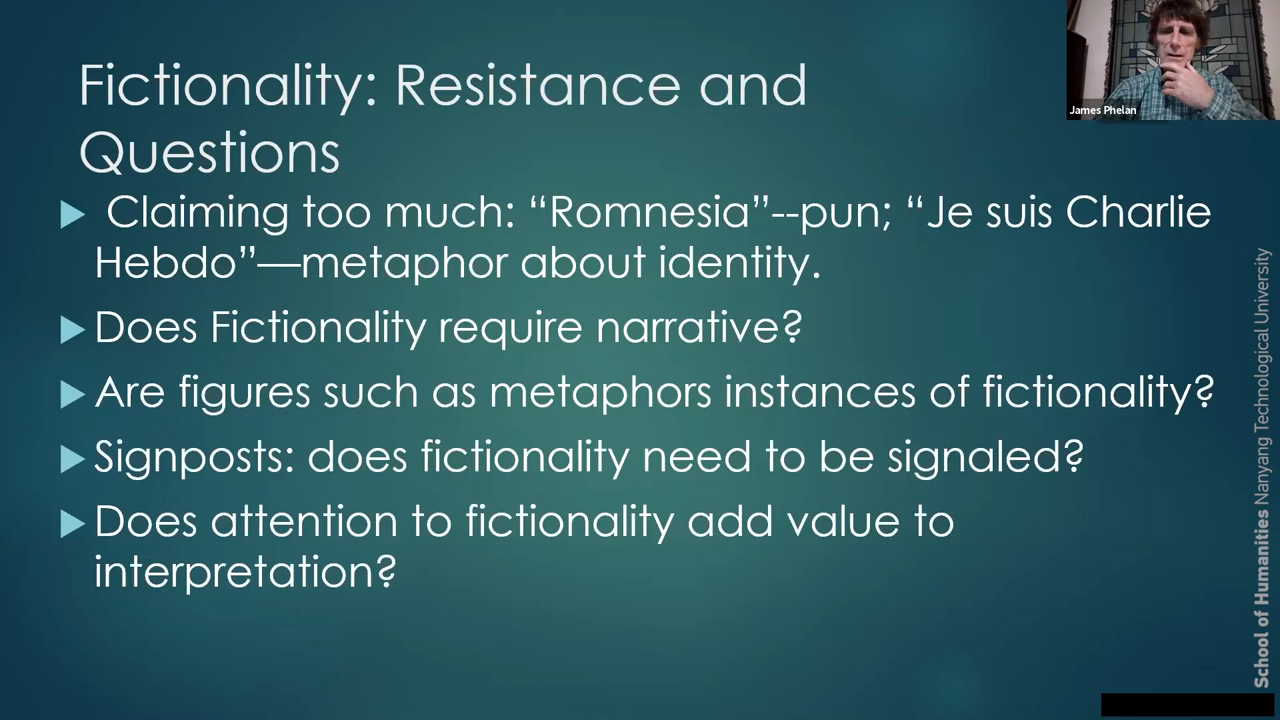 Fictionality: Resistance and
Questions
Claiming too much: “Romnesia”--pun; “Je suis Charlie
Hebdo”—metaphor about identity.
Does Fictionality require narrative?
Are figures such as metaphors instances of fictionality?
Signposts: does fictionality need to be signaled?
Does attention to fictionality add value to
interpretation?
James Phelan
School of Humanities Nanyang Technological University